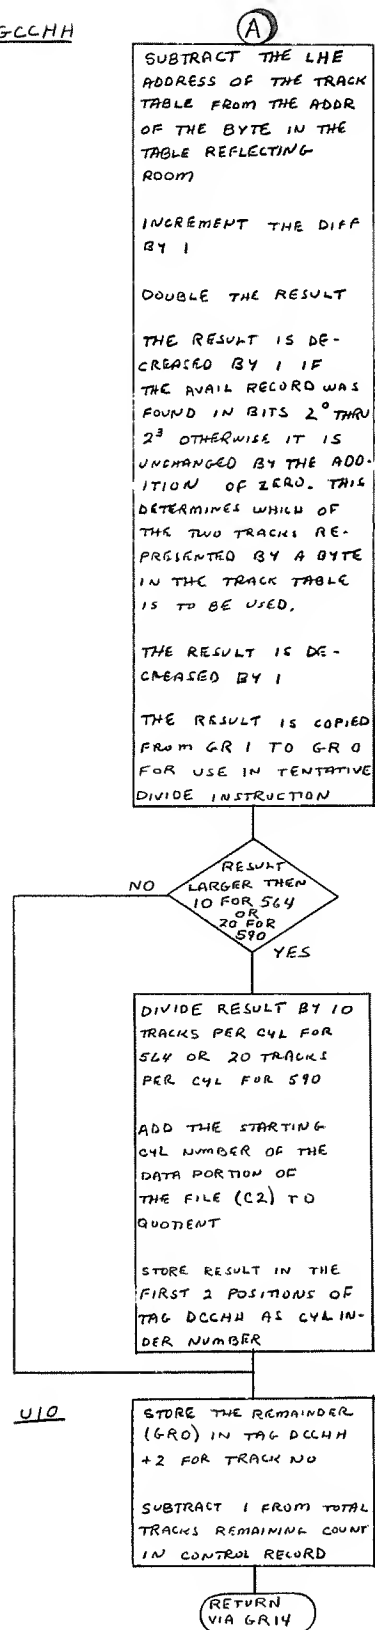 GCCHH
A
SUBTRACT THE LHE
ADDRESS OF THE TRACK
TABLE FROM THE ADDR
OF THE BYTE IN THE
TABLE REFLECTING
ROOM
INCREMENT THE DIFF
BY 1
DOUBLE THE RESULT
THE RESULT IS DE-
CREASED BY 1 IF
THE AVAIL RECORD WAS
FOUND IN BITS 2⁰ THRU
2³ OTHERWISE IT IS
UNCHANGED BY THE ADD-
ITION OF ZERO. THIS
DETERMINES WHICH OF
THE TWO TRACKS RE-
PRESENTED BY A BYTE
IN THE TRACK TABLE
IS TO BE USED.
THE RESULT IS DE-
CREASED BY 1
THE RESULT IS COPIED
FROM GR 1 TO GR 0
FOR USE IN TENTATIVE
DIVIDE INSTRUCTION
RESULT
LARGER THEN
10 FOR 564
OR
20 FOR
590
NO
YES
DIVIDE RESULT BY 10
TRACKS PER CYL FOR
564 OR 20 TRACKS
PER CYL FOR 590
ADD THE STARTING
CYL NUMBER OF THE
DATA PORTION OF
THE FILE (C2) TO
QUOTIENT
STORE RESULT IN THE
FIRST 2 POSITIONS OF
TAG DCCHH AS CYLIN-
DER NUMBER
U10
STORE THE REMAINDER
(GR0) IN TAG DCCHH
+2 FOR TRACK NO
SUBTRACT 1 FROM TOTAL
TRACKS REMAINING COUNT
IN CONTROL RECORD
RETURN
VIA GR14